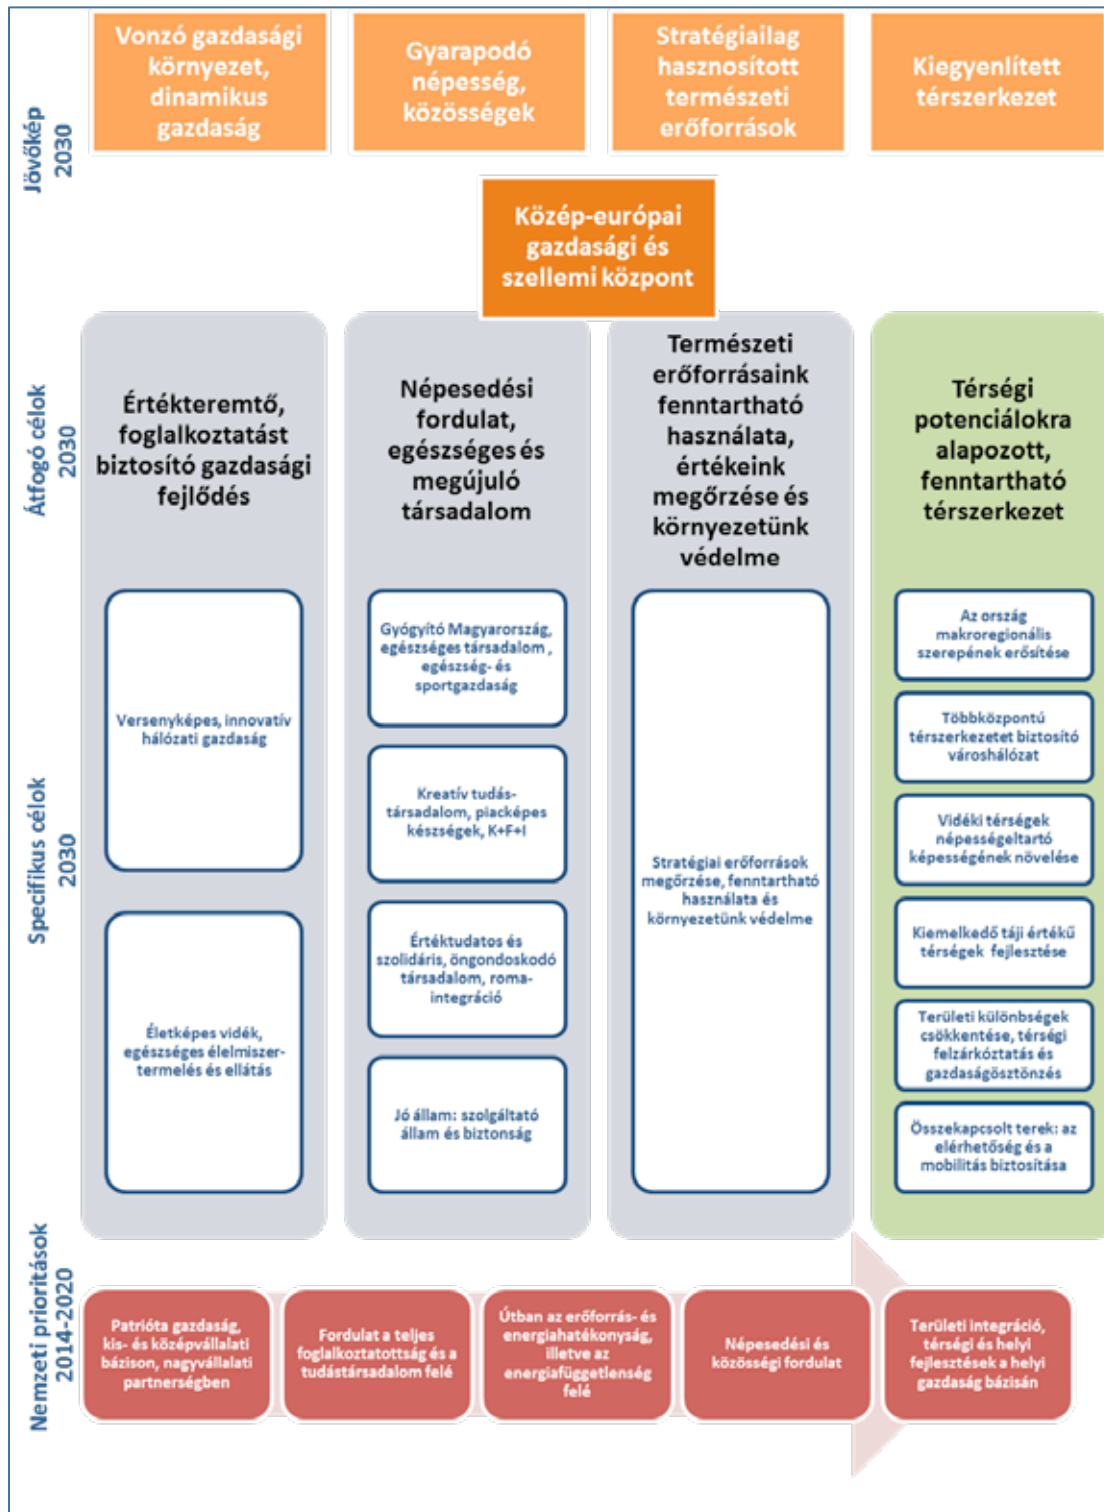 Jövőkép
2030
Vonzó gazdasági
környezet,
dinamikus
gazdaság
Gyarapodó
népesség,
közösségek
Stratégiailag
hasznosított
természeti
erőforrások
Kiegyenlített
térszerkezet
Közép-európai
gazdasági és
szellemi központ
Átfogó célok
2030
Értékteremtő,
foglalkoztatást
biztosító gazdasági
fejlődés
Népesedési
fordulat,
egészséges és
megújuló
társadalom
Természeti
erőforrásaink
fenntartható
használata,
értékeink
megőrzése és
környezetünk
védelme
Térségi
potenciálokra
alapozott,
fenntartható
térszerkezet
Specifikus célok
2030
Versenyképes, innovatív
hálózati gazdaság
Életképes vidék,
egészséges élelmiszer-
termelés és ellátás
Gyógyító Magyarország,
egészséges társadalom ,
egészség- és
sportgazdaság
Kreatív tudás-
társadalom, piacképes
készségek, K+F+I
Értéktudatos és
szolidáris, öngondoskodó
társadalom, roma-
integráció
Jó állam: szolgáltató
állam és biztonság
Stratégiai erőforrások
megőrzése, fenntartható
használata és
környezetünk védelme
Az ország
makroregionális
szerepének erősítése
Többközpontú
térszerkezetet biztosító
városhálózat
Vidéki térségek
népességeltartó
képességének növelése
Kiemelkedő táji értékű
térségek fejlesztése
Területi különbségek
csökkentése, térségi
felzárkóztatás és
gazdaságösztönzés
Összekapcsolt terek: az
elérhetőség és a
mobilitás biztosítása
Nemzeti prioritások
2014-2020
Patrióta gazdaság,
kis- és középvállalati
bázison, nagyvállalati
partnerségben
Fordulat a teljes
foglalkoztatottság és a
tudástársadalom felé
Útban az erőforrás- és
energiahatékonyság,
illetve az
energiafüggetlenség
felé
Népesedési és
közösségi fordulat
Területi integráció,
térségi és helyi
fejlesztések a helyi
gazdaság bázisán